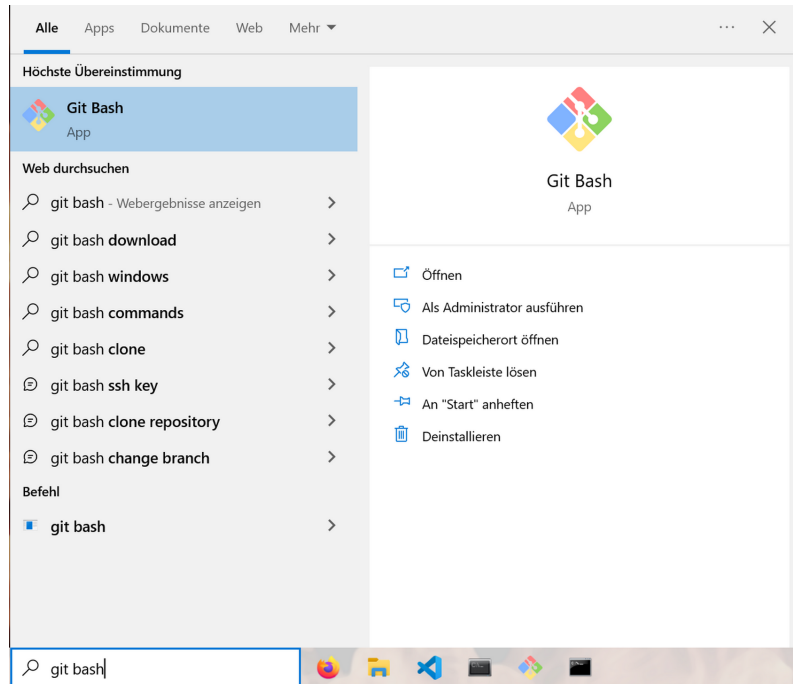 Alle Apps Dokumente Web Mehr
Höchste Übereinstimmung
Git Bash
App
Web durchsuchen
git bash - Webergebnisse anzeigen
git bash download
git bash windows
git bash commands
git bash clone
git bash ssh key
git bash clone repository
git bash change branch
Befehl
git bash
git bash
Git Bash
App
Öffnen
Als Administrator ausführen
Dateispeicherort öffnen
Von Taskleiste lösen
An "Start" anheften
Deinstallieren